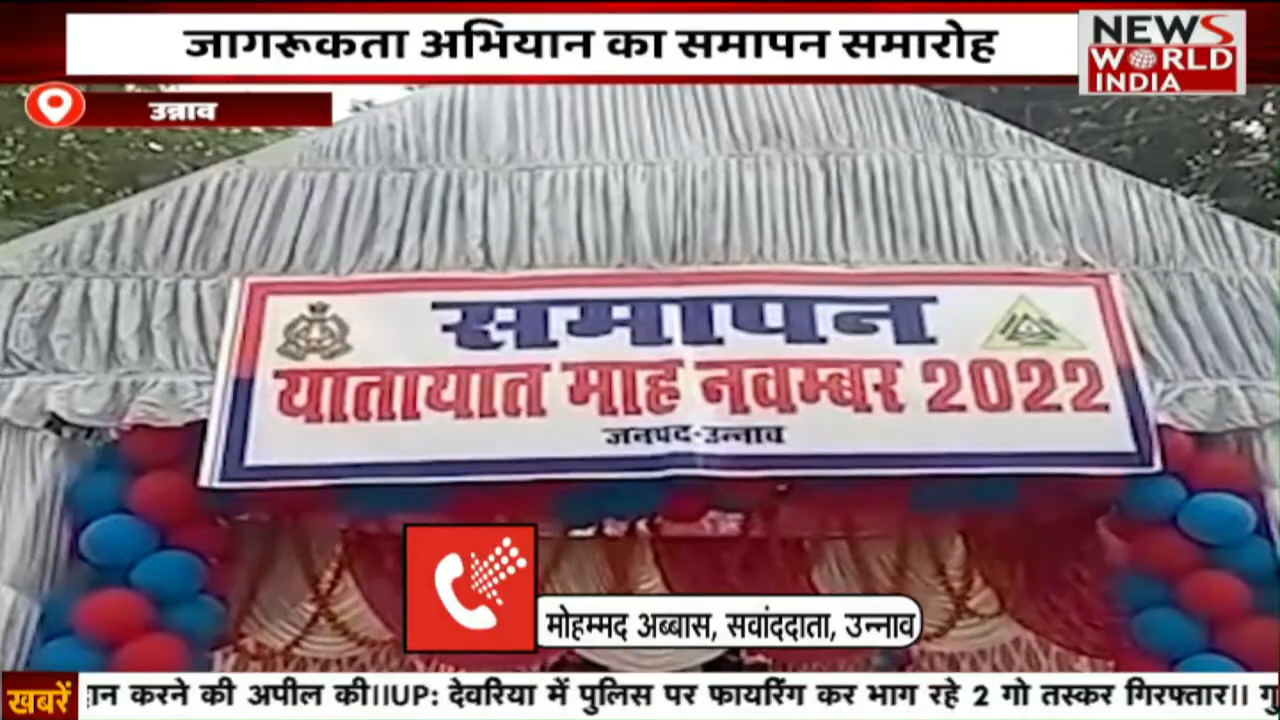 जागरूकता अभियान का समापन समारोह
NEWS
WORLD
INDIA
उन्नाव
समापन
यातायात माह नवम्बर 2022
जनपद-उन्नाव
मोहम्मद अब्बास, सवांददाता, उन्नाव
खबरें
करने की अपील की।।UP: देवरिया में पुलिस पर फायरिंग कर भाग रहे 2 गो तस्कर गिरफ्तार।।